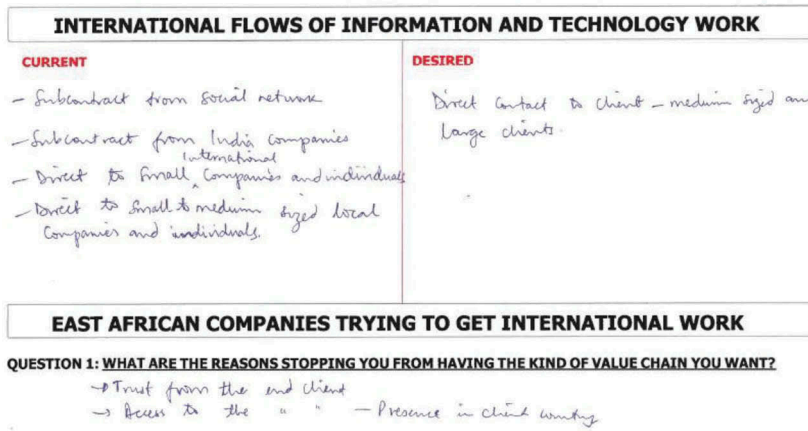 INTERNATIONAL FLOWS OF INFORMATION AND TECHNOLOGY WORK
CURRENT
- Subcontract from social network
- Subcontract from India companies
International
- Direct to small ^ Companies and individuals
- Direct to small to medium sized local
Companies and individuals.
DESIRED
Direct Contact to client - medium sized an
large clients.
EAST AFRICAN COMPANIES TRYING TO GET INTERNATIONAL WORK
QUESTION 1: WHAT ARE THE REASONS STOPPING YOU FROM HAVING THE KIND OF VALUE CHAIN YOU WANT?
→ Trust from the end client
→ Access to the " " - Presence in client country